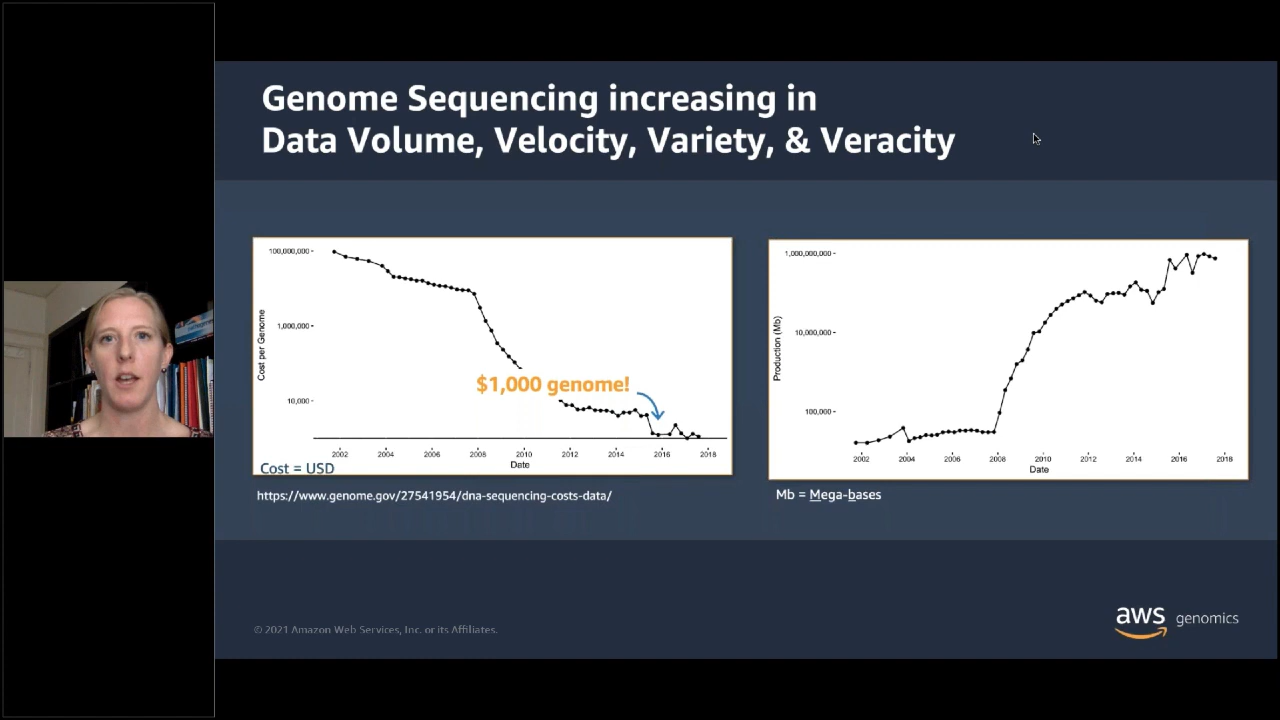 Genome Sequencing increasing in
Data Volume, Velocity, Variety, & Veracity
100,000,000
1,000,000
10,000
Cost per Genome
$1,000 genome!
2002 2004 2006 2008 2010 2012 2014 2016 2018
Date
Cost = USD
https://www.genome.gov/27541954/dna-sequencing-costs-data/
1,000,000,000
10,000,000
100,000
Production (Mb)
2002 2004 2006 2008 2010 2012 2014 2016 2018
Date
Mb = Mega-bases
© 2021 Amazon Web Services, Inc. or its Affiliates.
aws genomics